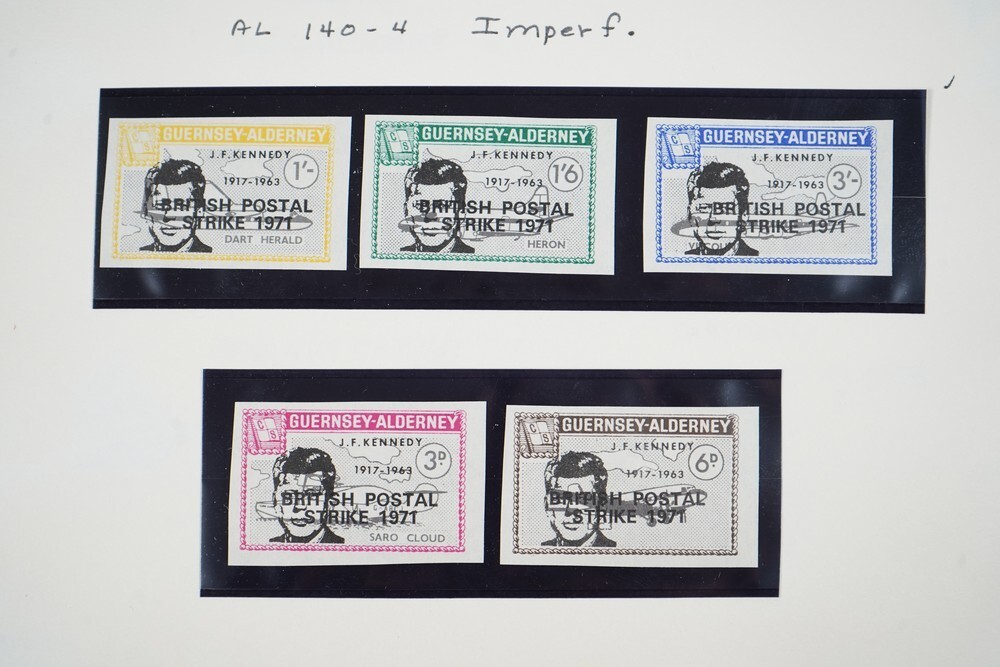 AL 140-4 Imperf.
GUERNSEY-ALDERNEY
C S
J.F.KENNEDY
1'-
1917-1963
BRITISH POSTAL
STRIKE 1971
DART HERALD
GUERNSEY-ALDERNEY
C S
J.F.KENNEDY
1'6
1917-1963
BRITISH POSTAL
STRIKE 1971
HERON
GUERNSEY-ALDERNEY
C S
J.F.KENNEDY
3'-
1917-1963
BRITISH POSTAL
STRIKE 1971
GUERNSEY-ALDERNEY
C S
J.F.KENNEDY
3D
1917-1963
BRITISH POSTAL
STRIKE 1971
SARO CLOUD
GUERNSEY-ALDERNEY
C S
J.F.KENNEDY
6D
1917-1963
BRITISH POSTAL
STRIKE 1971